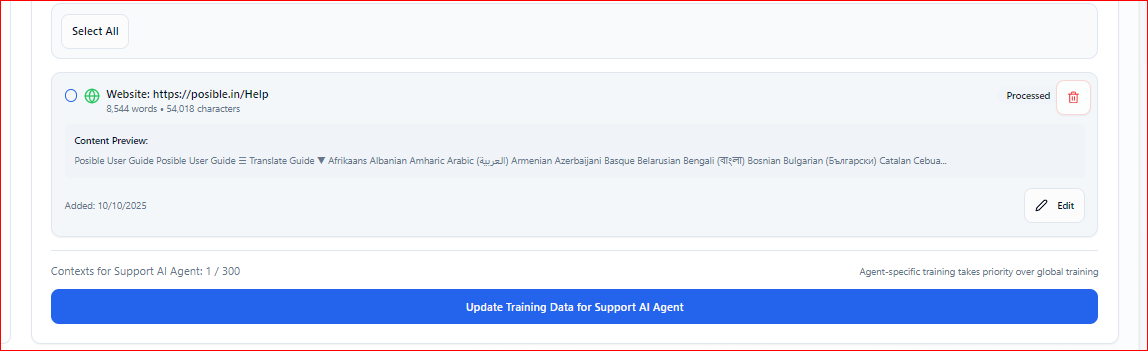 Select All
Website: https://posible.in/Help
Processed
8,544 words • 54,018 characters
Content Preview:
Posible User Guide Posible User Guide ☰ Translate Guide ▼ Afrikaans Albanian Amharic Arabic (العربية) Armenian Azerbaijani Basque Belarusian Bengali (বাংলা) Bosnian Bulgarian (Български) Catalan Cebua...
Added: 10/10/2025
Edit
Contexts for Support AI Agent: 1 / 300
Agent-specific training takes priority over global training
Update Training Data for Support AI Agent